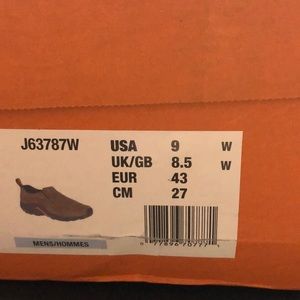 J63787W
USA 9 W
UK/GB 8.5 W
EUR 43
CM 27
MENS/HOMMES